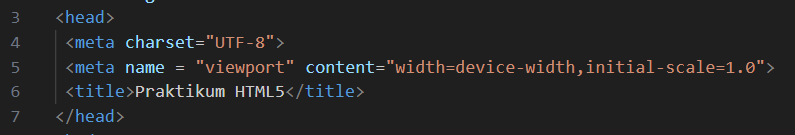 3 <head>
4 <meta charset="UTF-8">
5 <meta name = "viewport" content="width=device-width,initial-scale=1.0">
6 <title>Praktikum HTML5</title>
7 </head>